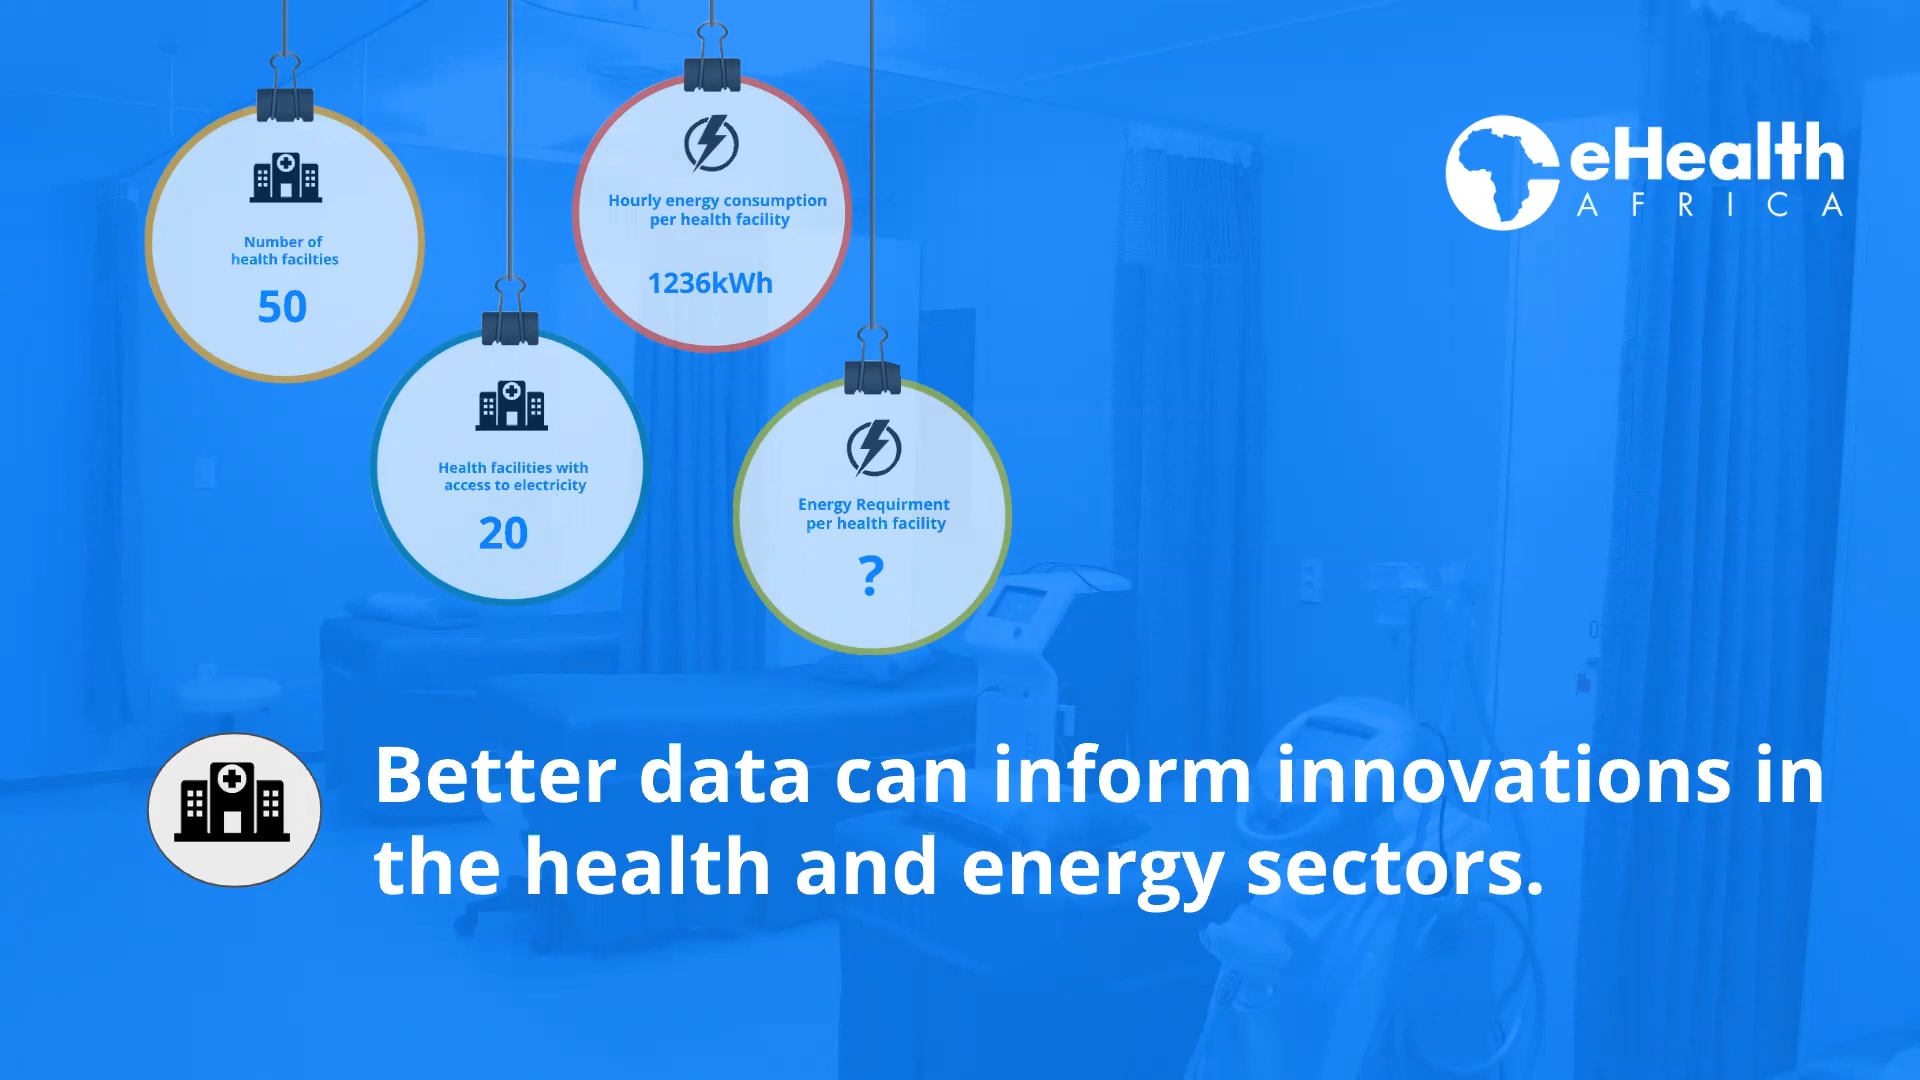 Number of
health facilties
50
Health facilities with
access to electricity
20
Hourly energy consumption
per health facility
1236kWh
Energy Requirment
per health facility
?
eHealth
AFRICA
Better data can inform innovations in
the health and energy sectors.